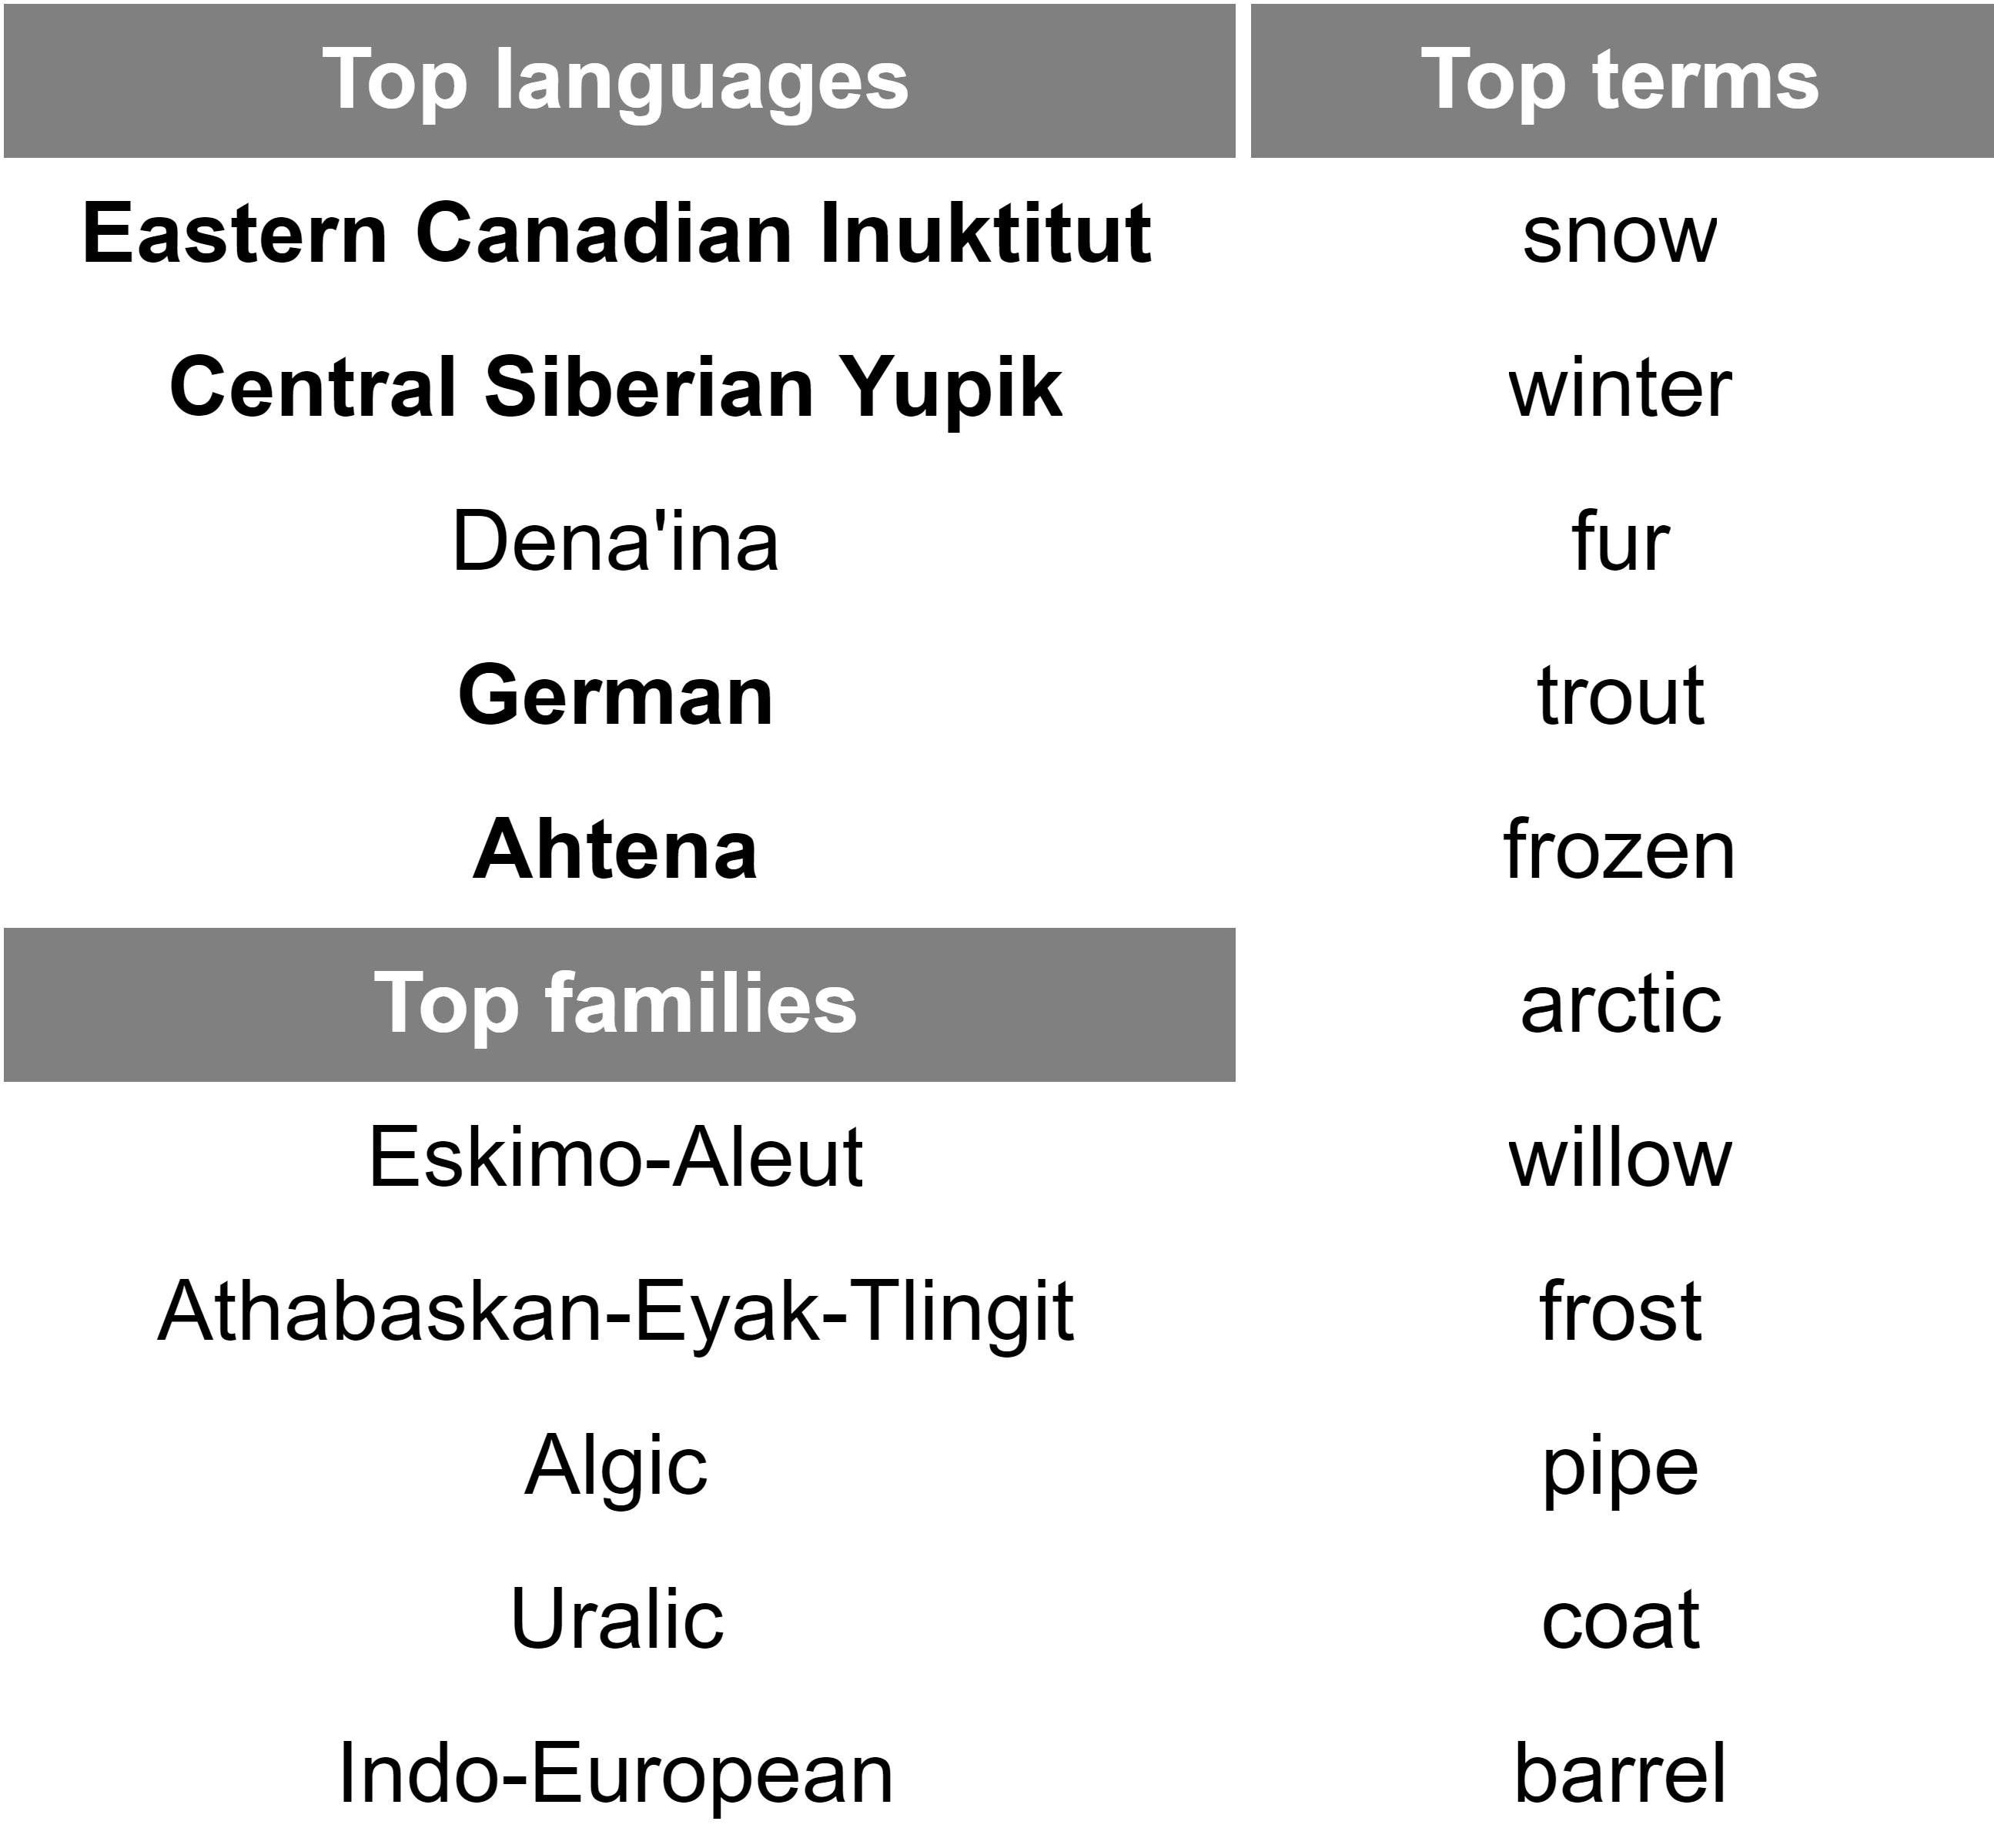 Top languages
Eastern Canadian Inuktitut
Central Siberian Yupik
Dena'ina
German
Ahtena
Top families
Eskimo-Aleut
Athabaskan-Eyak-Tlingit
Algic
Uralic
Indo-European
Top terms
snow
winter
fur
trout
frozen
arctic
willow
frost
pipe
coat
barrel